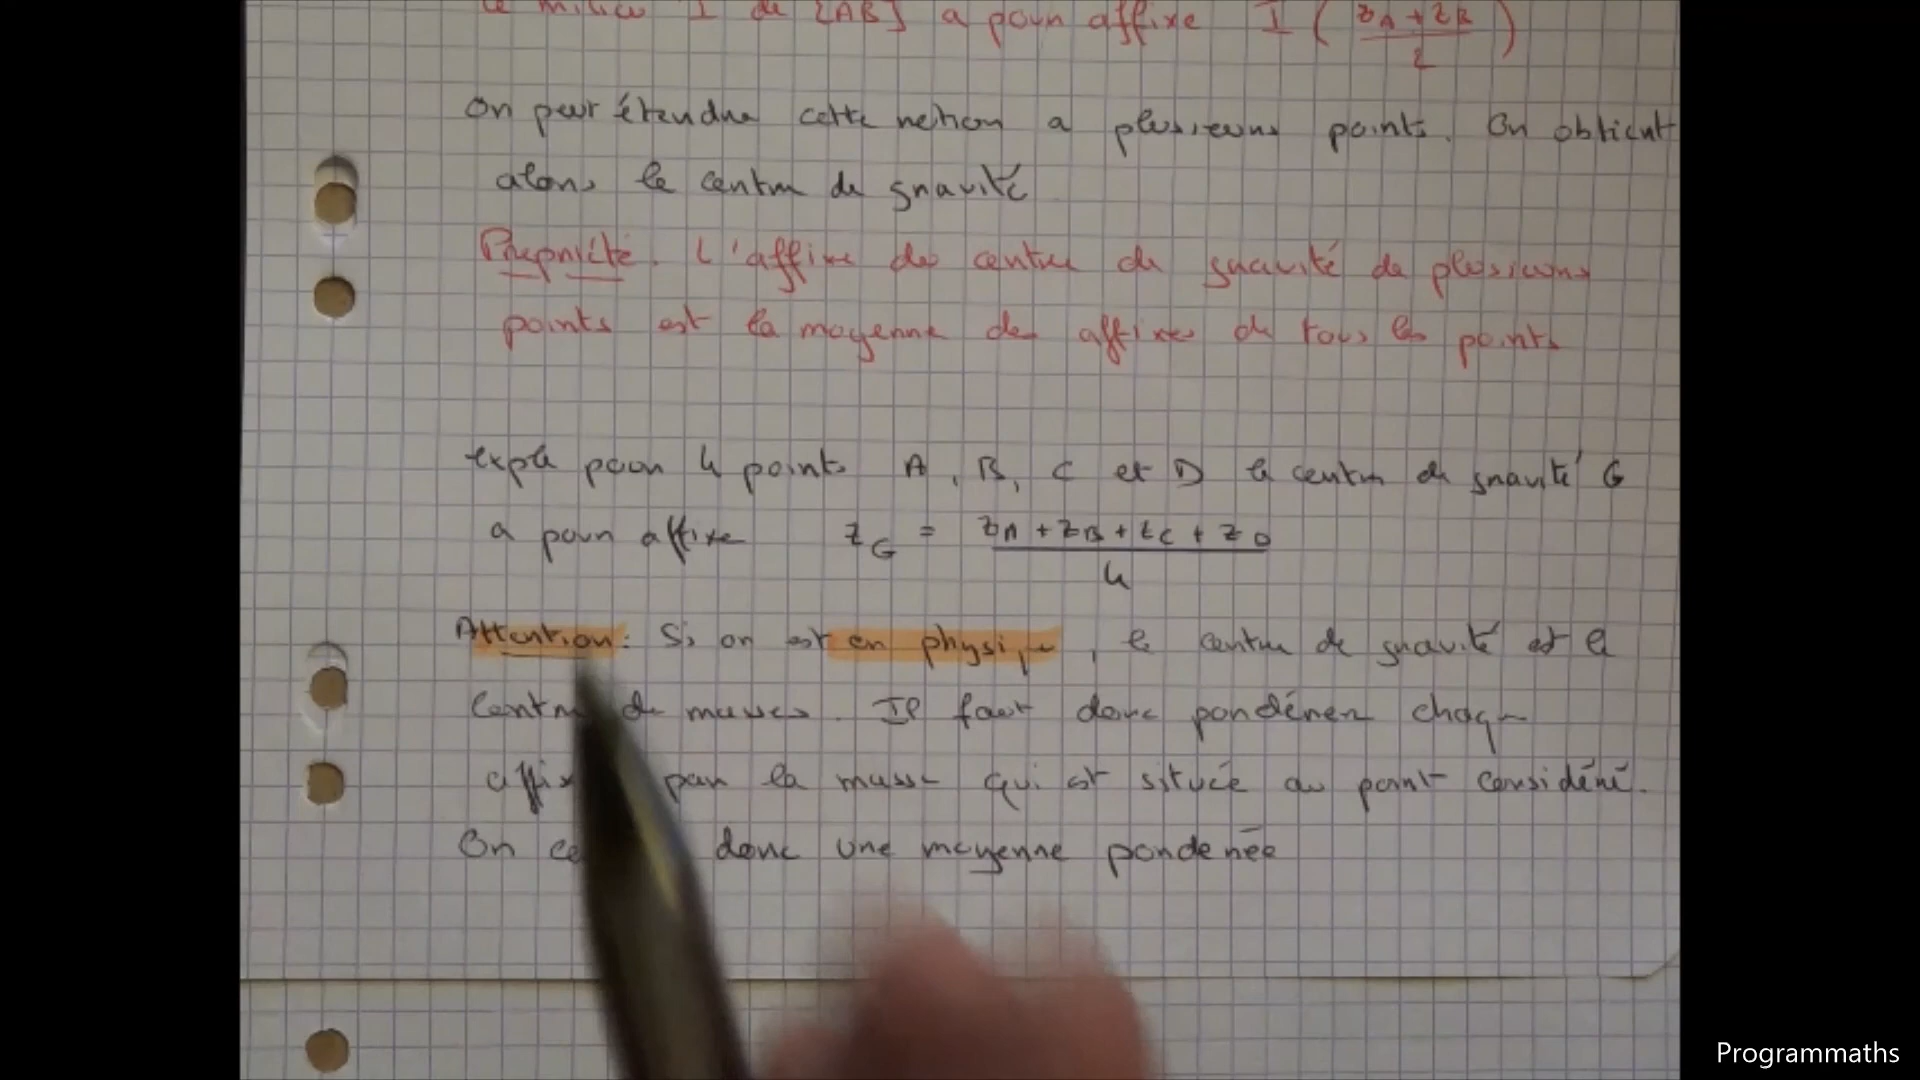 Le milieu I de [AB] a pour affixe I ( zA + zB / 2 )
On peut étendre cette notion a plusieurs points. On obtient
alors le centre de gravité
Propriété. L'affixe du centre de gravité de plusieurs
points est la moyenne des affixes de tous les points
exple pour 4 points A, B, C et D le centre de gravité G
a pour affixe zG = zA + zB + zC + zD / 4
Attention: Si on est en physique, le centre de gravité est le
Centre de masses. Il faut donc pondérer chaque
affixe par la masse qui est située au point considéré.
On donc une moyenne pondérée
Programmaths